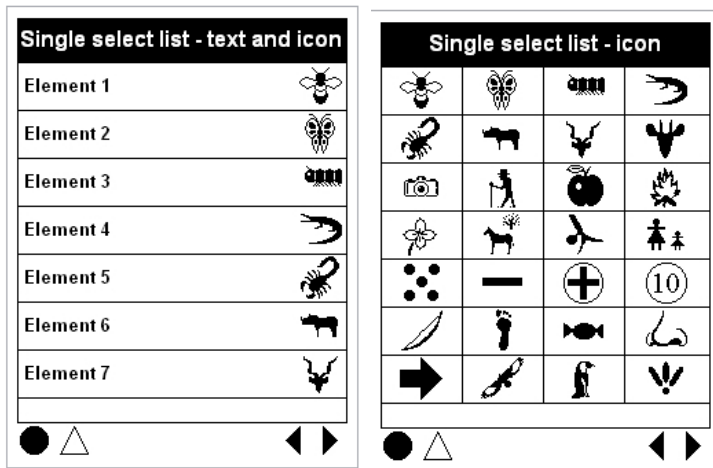 Single select list - text and icon
Element 1
Element 2
Element 3
Element 4
Element 5
Element 6
Element 7
Single select list - icon
10